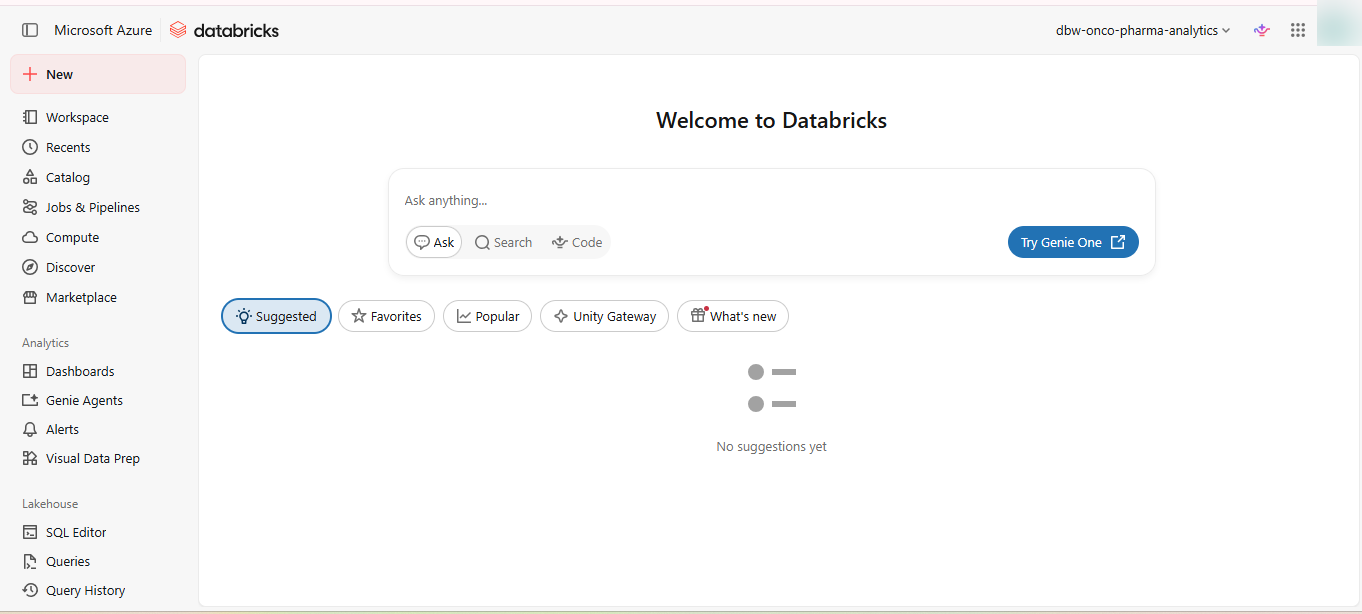 Microsoft Azure databricks dbw-onco-pharma-analytics
New
Workspace
Recents
Catalog
Jobs & Pipelines
Compute
Discover
Marketplace
Analytics
Dashboards
Genie Agents
Alerts
Visual Data Prep
Lakehouse
SQL Editor
Queries
Query History
Welcome to Databricks
Ask anything...
Ask Search Code Try Genie One
Suggested Favorites Popular Unity Gateway What's new
No suggestions yet